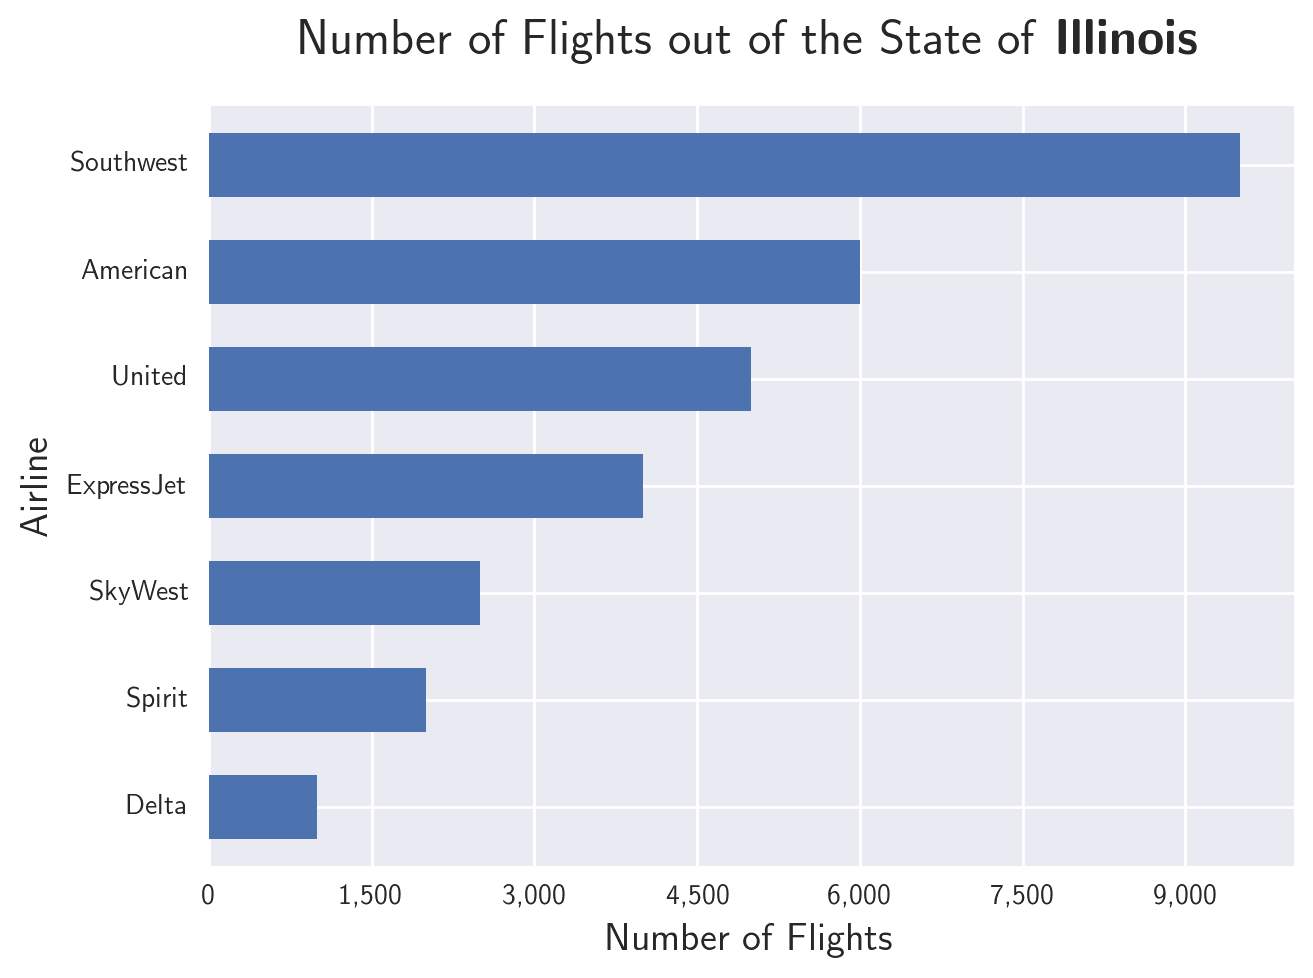 Number of Flights out of the State of Illinois
Southwest
American
United
ExpressJet
SkyWest
Spirit
Delta
Airline
0 1,500 3,000 4,500 6,000 7,500 9,000
Number of Flights